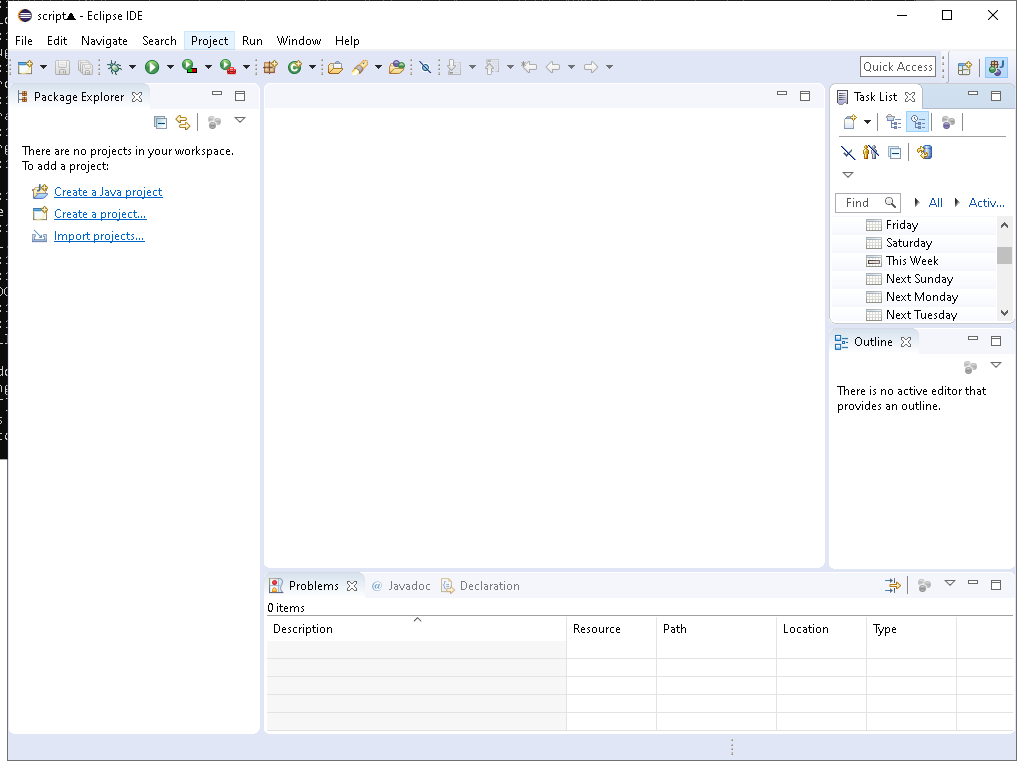 script▲ - Eclipse IDE
File Edit Navigate Search Project Run Window Help
Quick Access
Package Explorer
There are no projects in your workspace.
To add a project:
Create a Java project
Create a project...
Import projects...
Task List
Find
All
Activ...
Friday
Saturday
This Week
Next Sunday
Next Monday
Next Tuesday
Outline
There is no active editor that
provides an outline.
Problems @ Javadoc Declaration
0 items
Description Resource Path Location Type